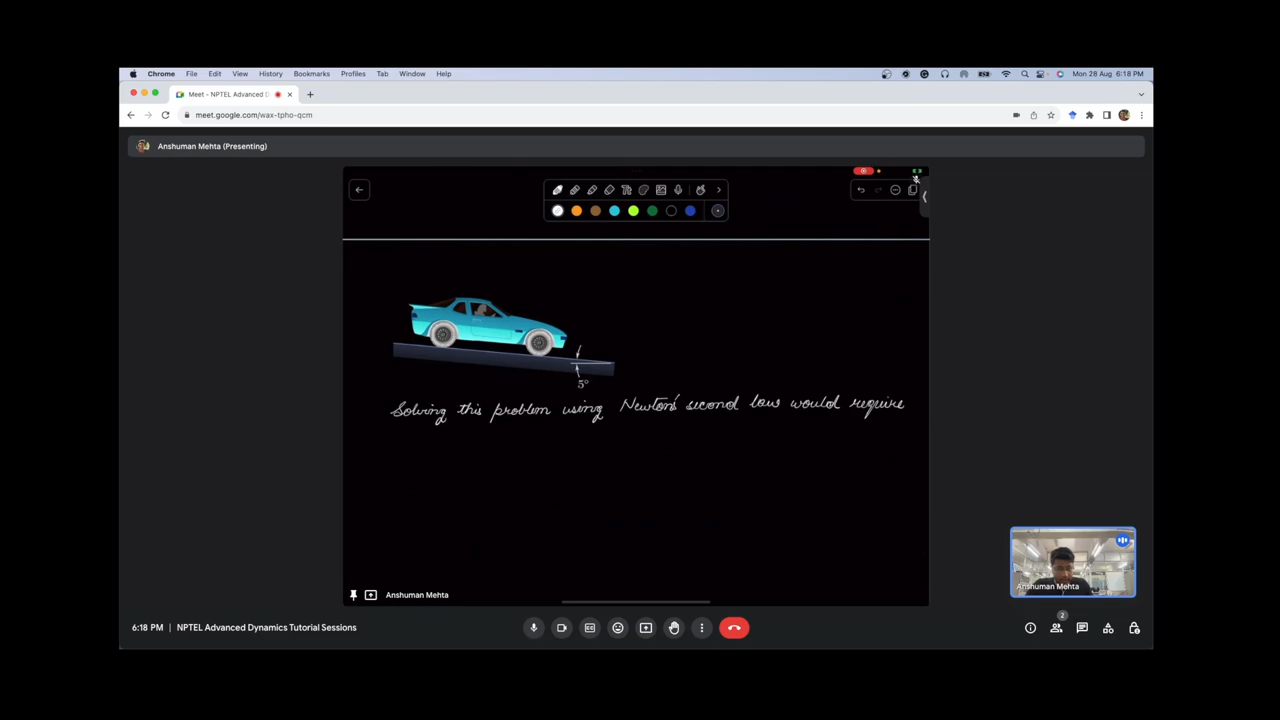 Chrome File Edit View History Bookmarks Profiles Tab Window Help Mon 28 Aug 6:18 PM
Meet - NPTEL Advanced D
meet.google.com/wax-tpho-qcm
Anshuman Mehta (Presenting)
5°
Solving this problem using Newton's second law would require
Anshuman Mehta
Anshuman Mehta
2
6:18 PM | NPTEL Advanced Dynamics Tutorial Sessions